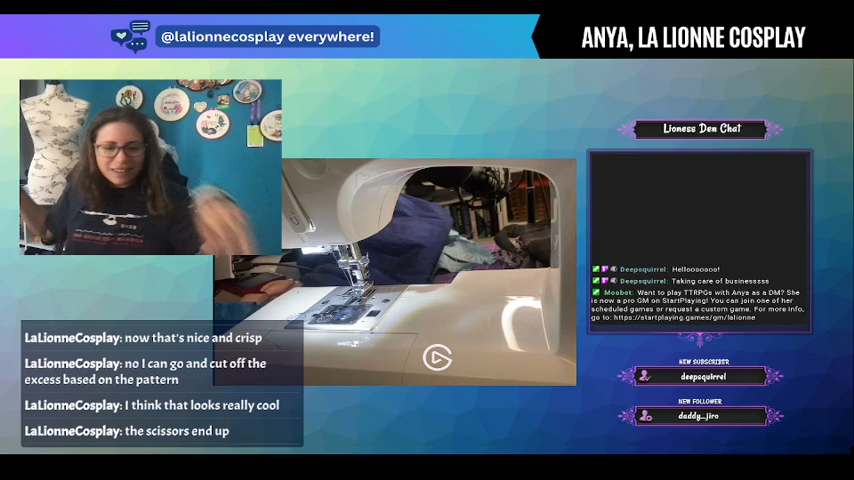 @lalionnecosplay everywhere!
ANYA, LA LIONNE COSPLAY
Lioness Den Chat
Deepsquirrel: Hellooooooo!
Deepsquirrel: Taking care of businesssss
Moobot: Want to play TTRPGs with Anya as a DM? She
is now a pro GM on StartPlaying! You can join one of her
scheduled games or request a custom game. For more info,
go to: https://startplaying.games/gm/lalionne
LaLionneCosplay: now that's nice and crisp
LaLionneCosplay: no I can go and cut off the
excess based on the pattern
LaLionneCosplay: I think that looks really cool
LaLionneCosplay: the scissors end up
NEW SUBSCRIBER
deepsquirrel
NEW FOLLOWER
daddy_jiro